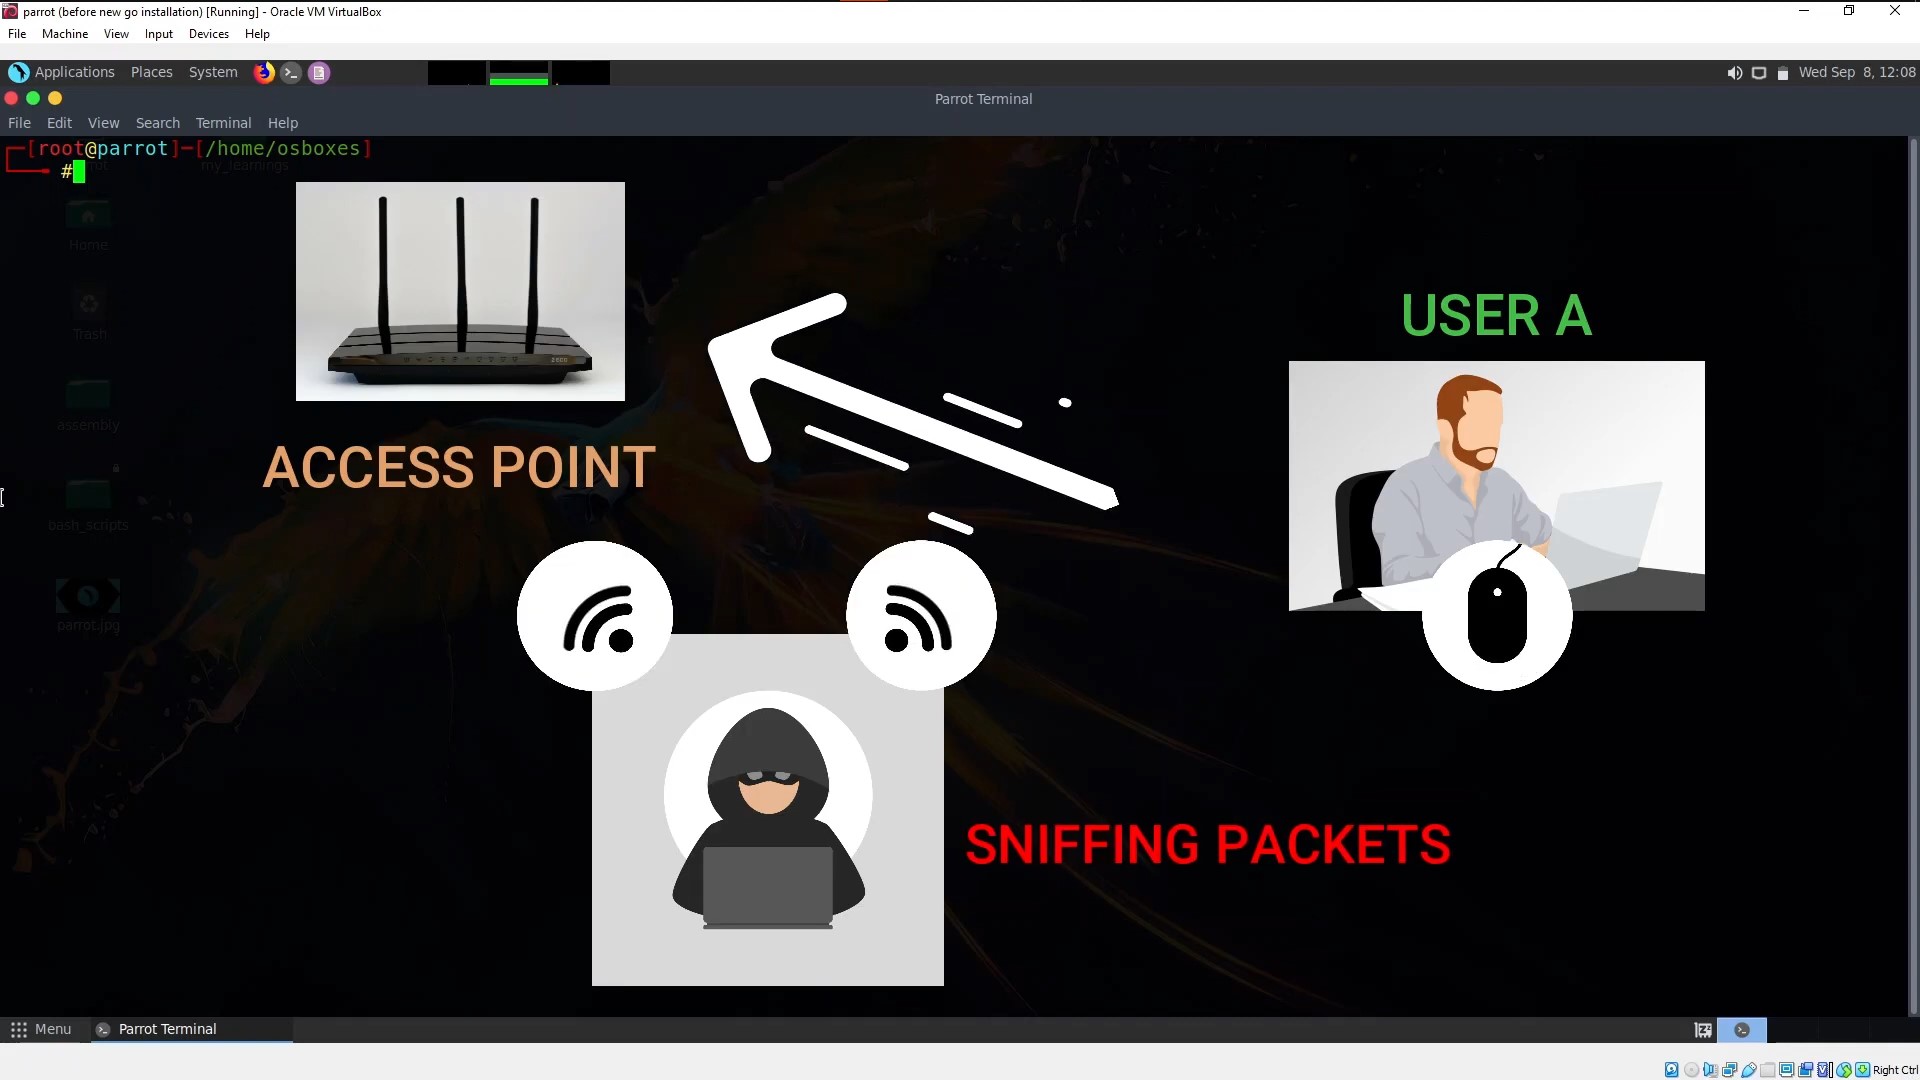 parrot (before new go installation) [Running] - Oracle VM VirtualBox
File Machine View Input Devices Help
Applications Places System
Wed Sep 8, 12:08
Parrot Terminal
File Edit View Search Terminal Help
[root@parrot]-[/home/osboxes]
#
my_learnings
Home
Trash
assembly
bash_scripts
parrot.jpg
USER A
ACCESS POINT
SNIFFING PACKETS
Menu Parrot Terminal
Right Ctrl